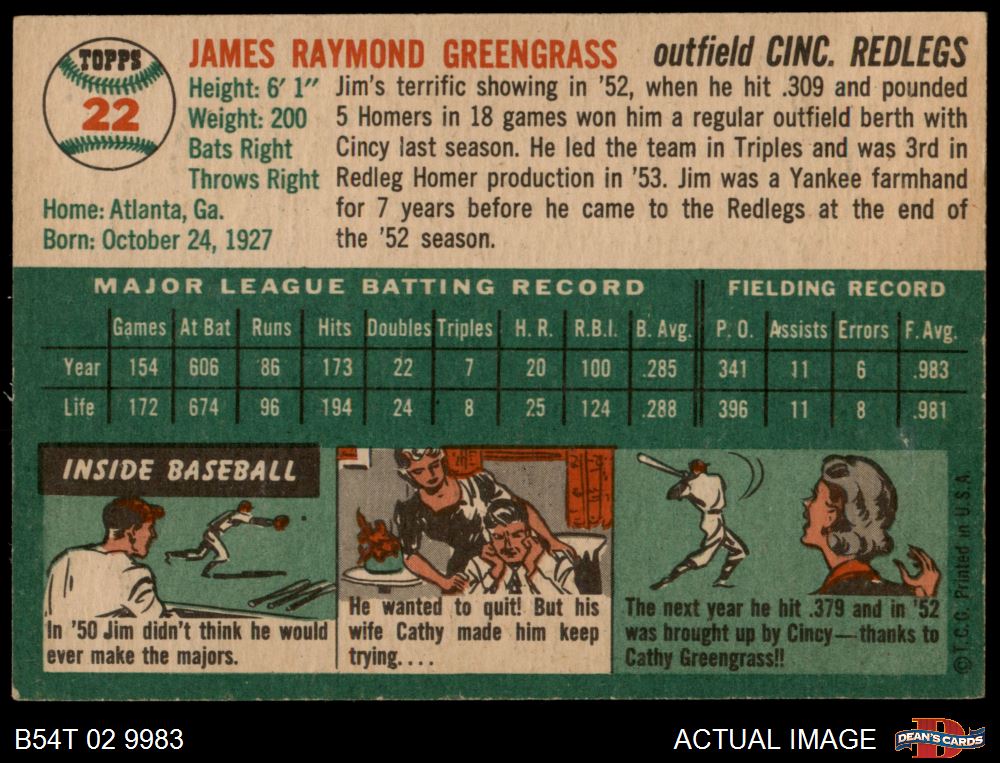 TOPPS
22
JAMES RAYMOND GREENGRASS outfield CINC. REDLEGS
Height: 6' 1"
Weight: 200
Bats Right
Throws Right
Home: Atlanta, Ga.
Born: October 24, 1927
Jim's terrific showing in '52, when he hit .309 and pounded
5 Homers in 18 games won him a regular outfield berth with
Cincy last season. He led the team in Triples and was 3rd in
Redleg Homer production in '53. Jim was a Yankee farmhand
for 7 years before he came to the Redlegs at the end of
the '52 season.
MAJOR LEAGUE BATTING RECORD FIELDING RECORD
Games At Bat Runs Hits Doubles Triples H. R. R.B.I. B. Avg. P. O. Assists Errors F. Avg.
Year 154 606 86 173 22 7 20 100 .285 341 11 6 .983
Life 172 674 96 194 24 8 25 124 .288 396 11 8 .981
INSIDE BASEBALL
In '50 Jim didn't think he would
ever make the majors.
He wanted to quit! But his
wife Cathy made him keep
trying....
The next year he hit .379 and in '52
was brought up by Cincy—thanks to
Cathy Greengrass!!
© T.C.G. Printed in U.S.A.
B54T 02 9983
ACTUAL IMAGE
DEAN'S CARDS